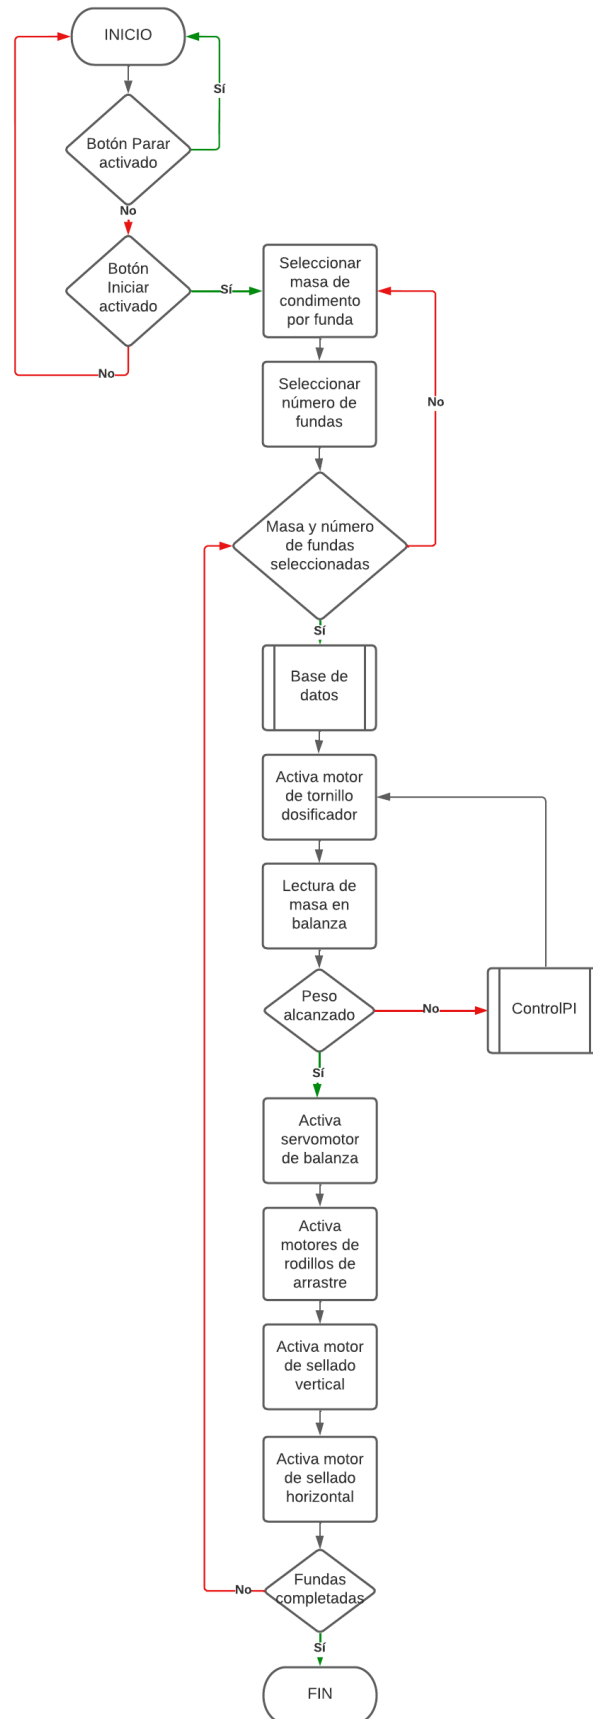 INICIO
Sí
Botón Parar
activado
No
Botón
Iniciar
activado
Sí
No
Seleccionar
masa de
condimento
por funda
Seleccionar
número de
fundas
No
Masa y número
de fundas
seleccionadas
Sí
Base de
datos
Activa motor
de tornillo
dosificador
Lectura de
masa en
balanza
Peso
alcanzado
No
ControlPI
Sí
Activa
servomotor
de balanza
Activa
motores de
rodillos de
arrastre
Activa motor
de sellado
vertical
Activa motor
de sellado
horizontal
Fundas
completadas
No
Sí
FIN